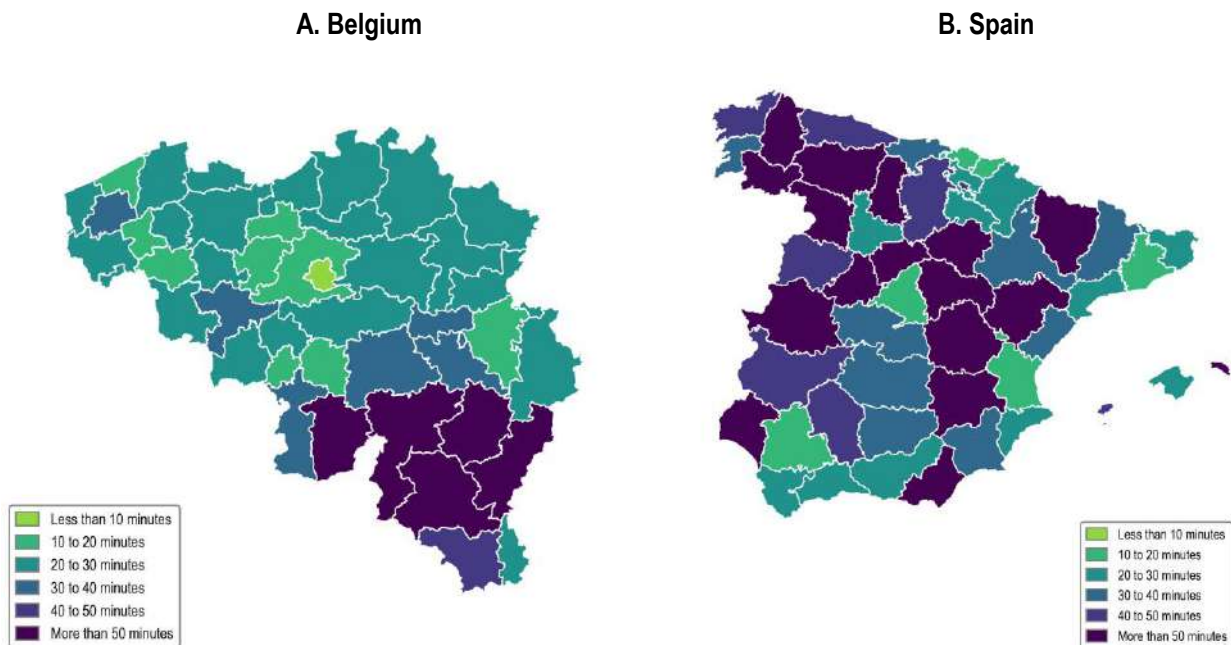 A. Belgium
B. Spain
Less than 10 minutes
10 to 20 minutes
20 to 30 minutes
30 to 40 minutes
40 to 50 minutes
More than 50 minutes
Less than 10 minutes
10 to 20 minutes
20 to 30 minutes
30 to 40 minutes
40 to 50 minutes
More than 50 minutes